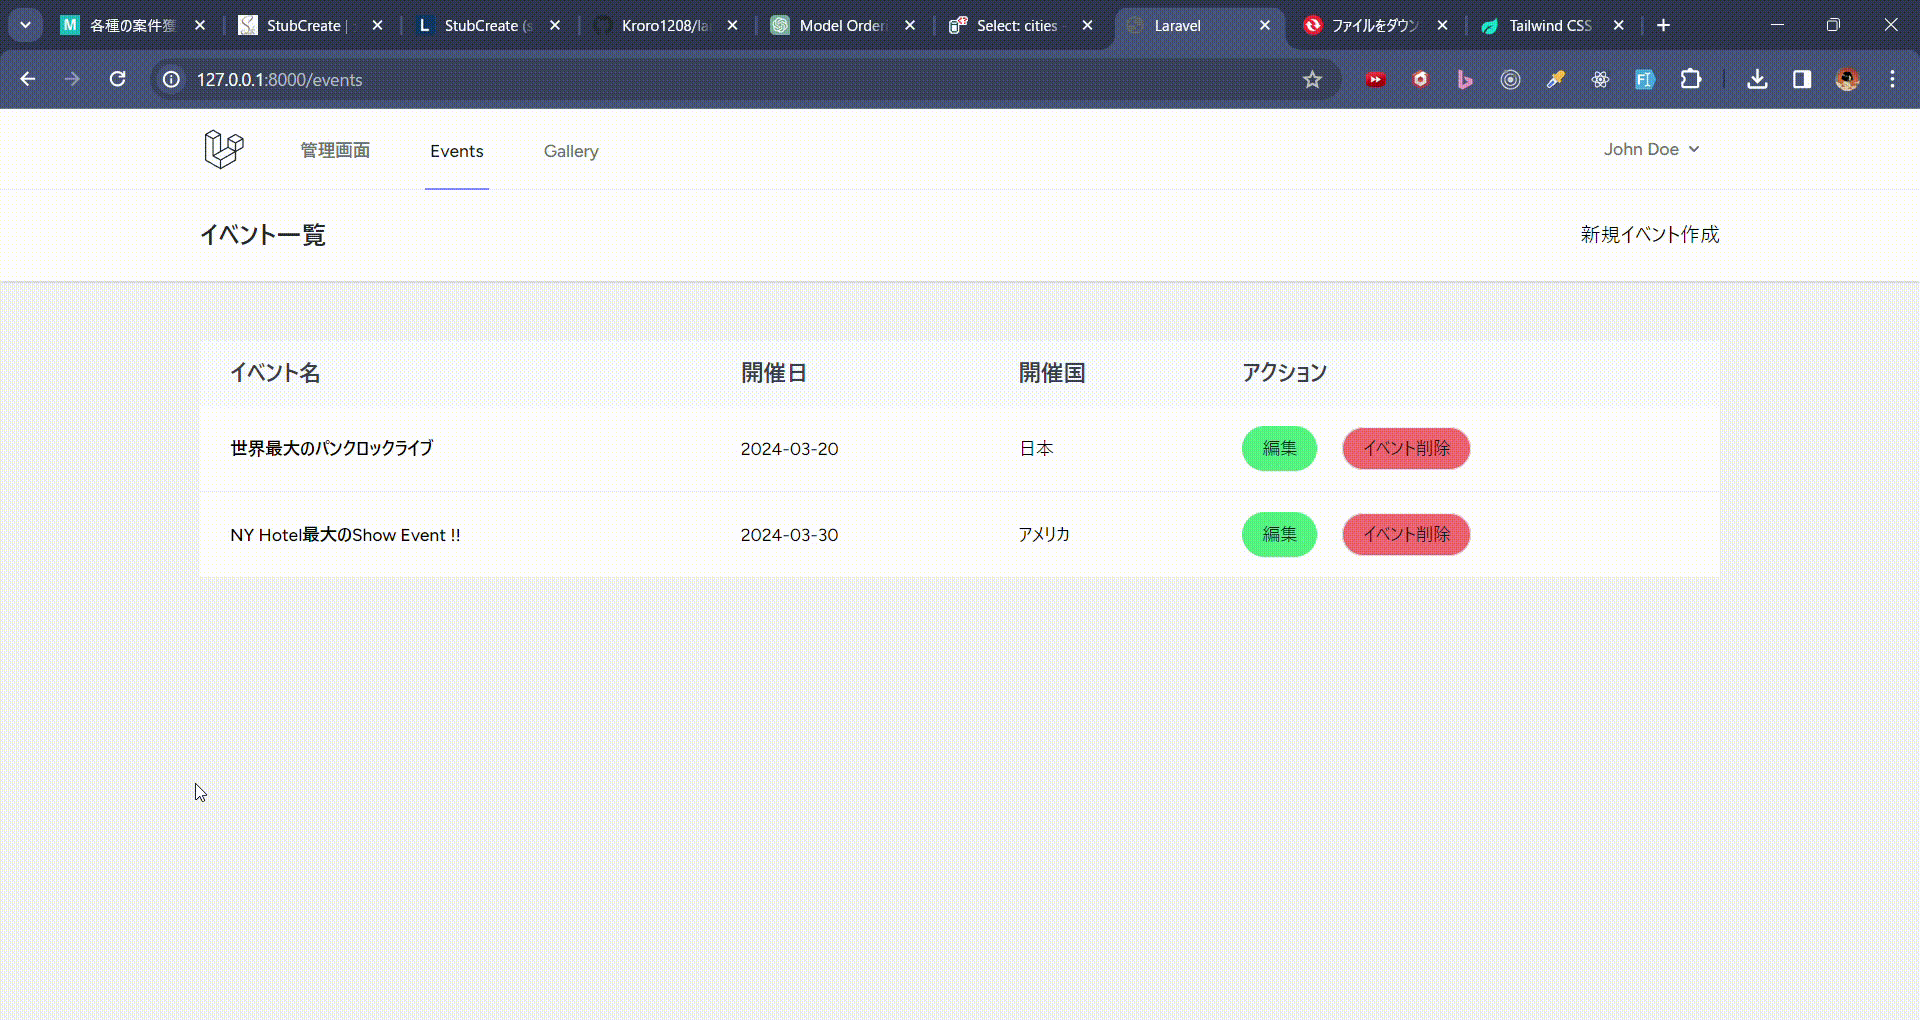 各種の案件獲
StubCreate |
StubCreate (s
Kroro1208/la
Model Order
Select: cities
Laravel
ファイルをダウン
Tailwind CSS
127.0.0.1:8000/events
管理画面 Events Gallery John Doe
イベント一覧 新規イベント作成
イベント名 開催日 開催国 アクション
世界最大のパンクロックライブ 2024-03-20 日本 編集 イベント削除
NY Hotel最大のShow Event !! 2024-03-30 アメリカ 編集 イベント削除